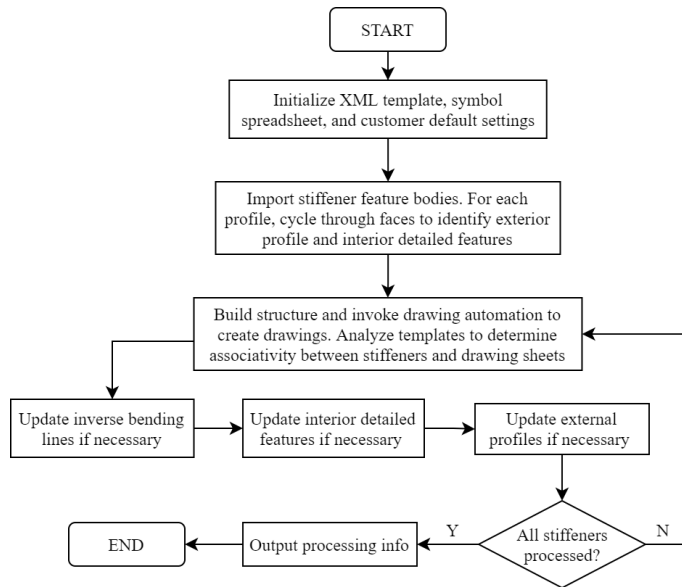 START
Initialize XML template, symbol
spreadsheet, and customer default settings
Import stiffener feature bodies. For each
profile, cycle through faces to identify exterior
profile and interior detailed features
Build structure and invoke drawing automation to
create drawings. Analyze templates to determine
associativity between stiffeners and drawing sheets
Update inverse bending
lines if necessary
Update interior detailed
features if necessary
Update external
profiles if necessary
All stiffeners
processed?
Y
N
Output processing info
END